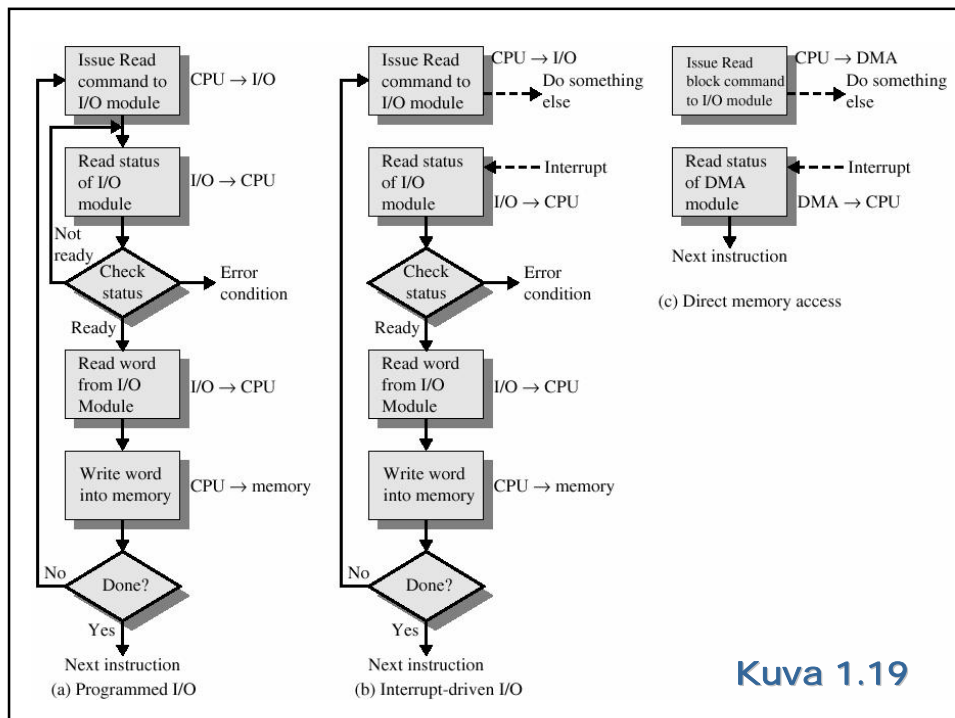 Issue Read
command to
I/O module
CPU → I/O
Read status
of I/O
module
I/O → CPU
Not
ready
Check
status
Error
condition
Ready
Read word
from I/O
Module
I/O → CPU
Write word
into memory
CPU → memory
No
Done?
Yes
Next instruction
(a) Programmed I/O
Issue Read
command to
I/O module
CPU → I/O
Do something
else
Read status
of I/O
module
Interrupt
I/O → CPU
Check
status
Error
condition
Ready
Read word
from I/O
Module
I/O → CPU
Write word
into memory
CPU → memory
No
Done?
Yes
Next instruction
(b) Interrupt-driven I/O
Issue Read
block command
to I/O module
CPU → DMA
Do something
else
Read status
of DMA
module
Interrupt
DMA → CPU
Next instruction
(c) Direct memory access
Kuva 1.19